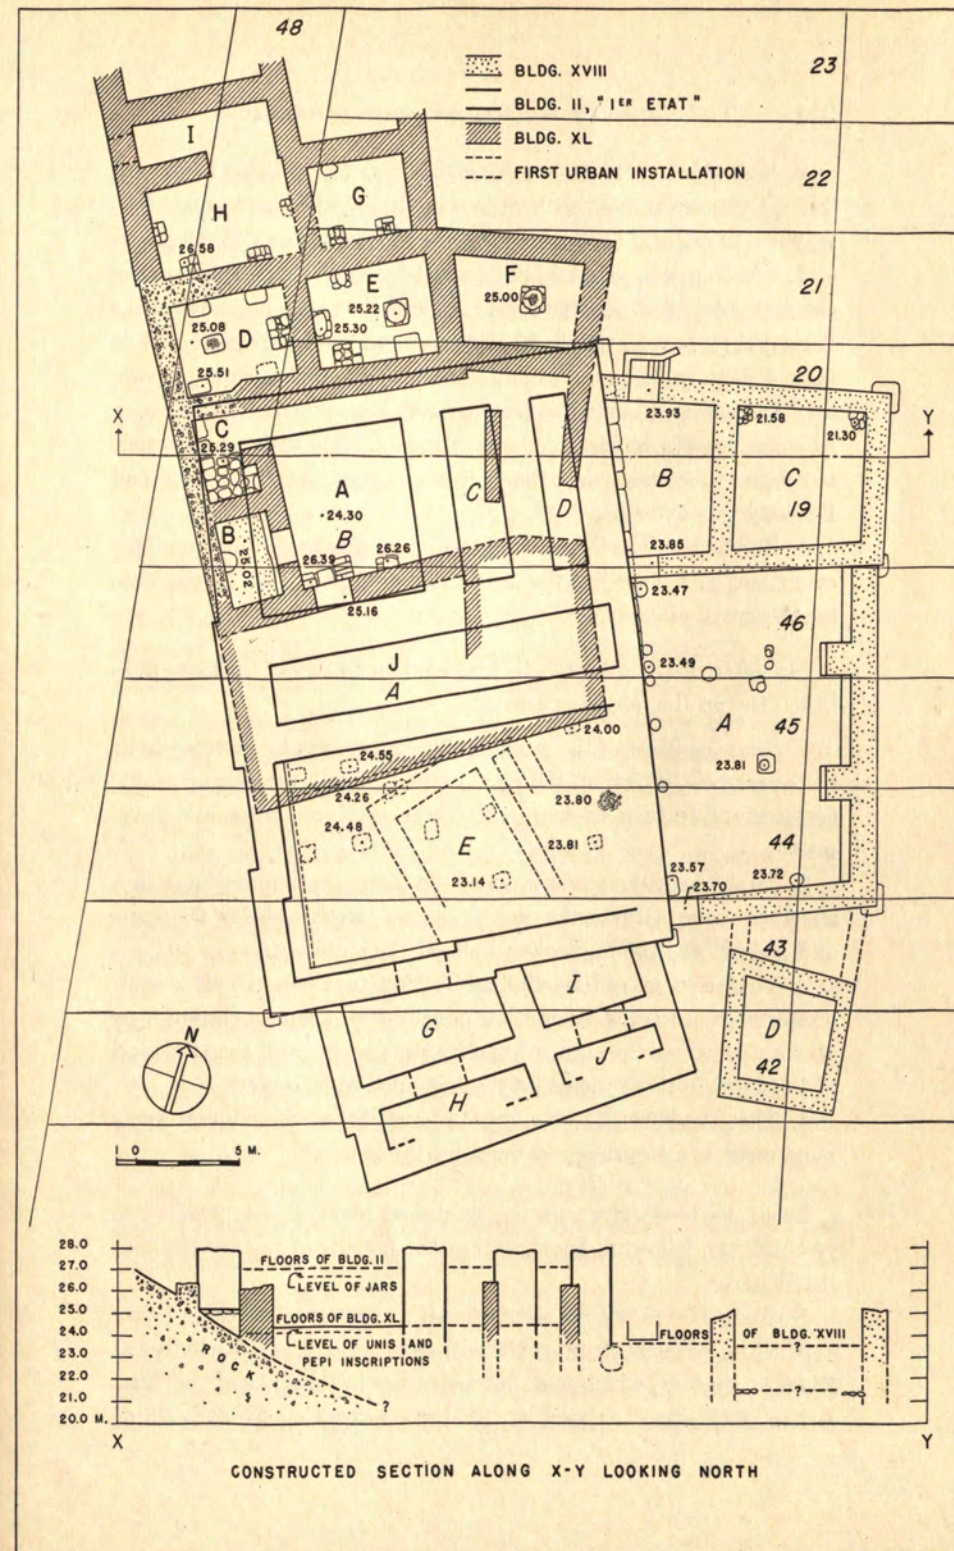 48
BLDG. XVIII
23
BLDG. II, "IER ETAT"
BLDG. XL
FIRST URBAN INSTALLATION
22
I
H
G
26.58
E
F
21
25.00
25.22
25.08
D
25.30
25.51
20
X
C
23.93
21.58
21.30
Y
25.29
A
C
B
C
24.30
D
19
B
B
26.39
26.26
23.85
25.02
25.16
23.47
46
J
23.49
A
A
45
24.00
24.55
23.81
24.26
23.80
24.48
E
23.81
44
23.14
23.57
23.72
23.70
43
I
G
D
N
J
42
H
1 0 5 M.
28.0
27.0
26.0
25.0
24.0
23.0
22.0
21.0
20.0 M.
FLOORS OF BLDG. II
LEVEL OF JARS
FLOORS OF BLDG. XL
LEVEL OF UNIS AND
PEPI INSCRIPTIONS
FLOORS OF BLDG. XVIII
ROCK
?
?
?
X
Y
CONSTRUCTED SECTION ALONG X-Y LOOKING NORTH